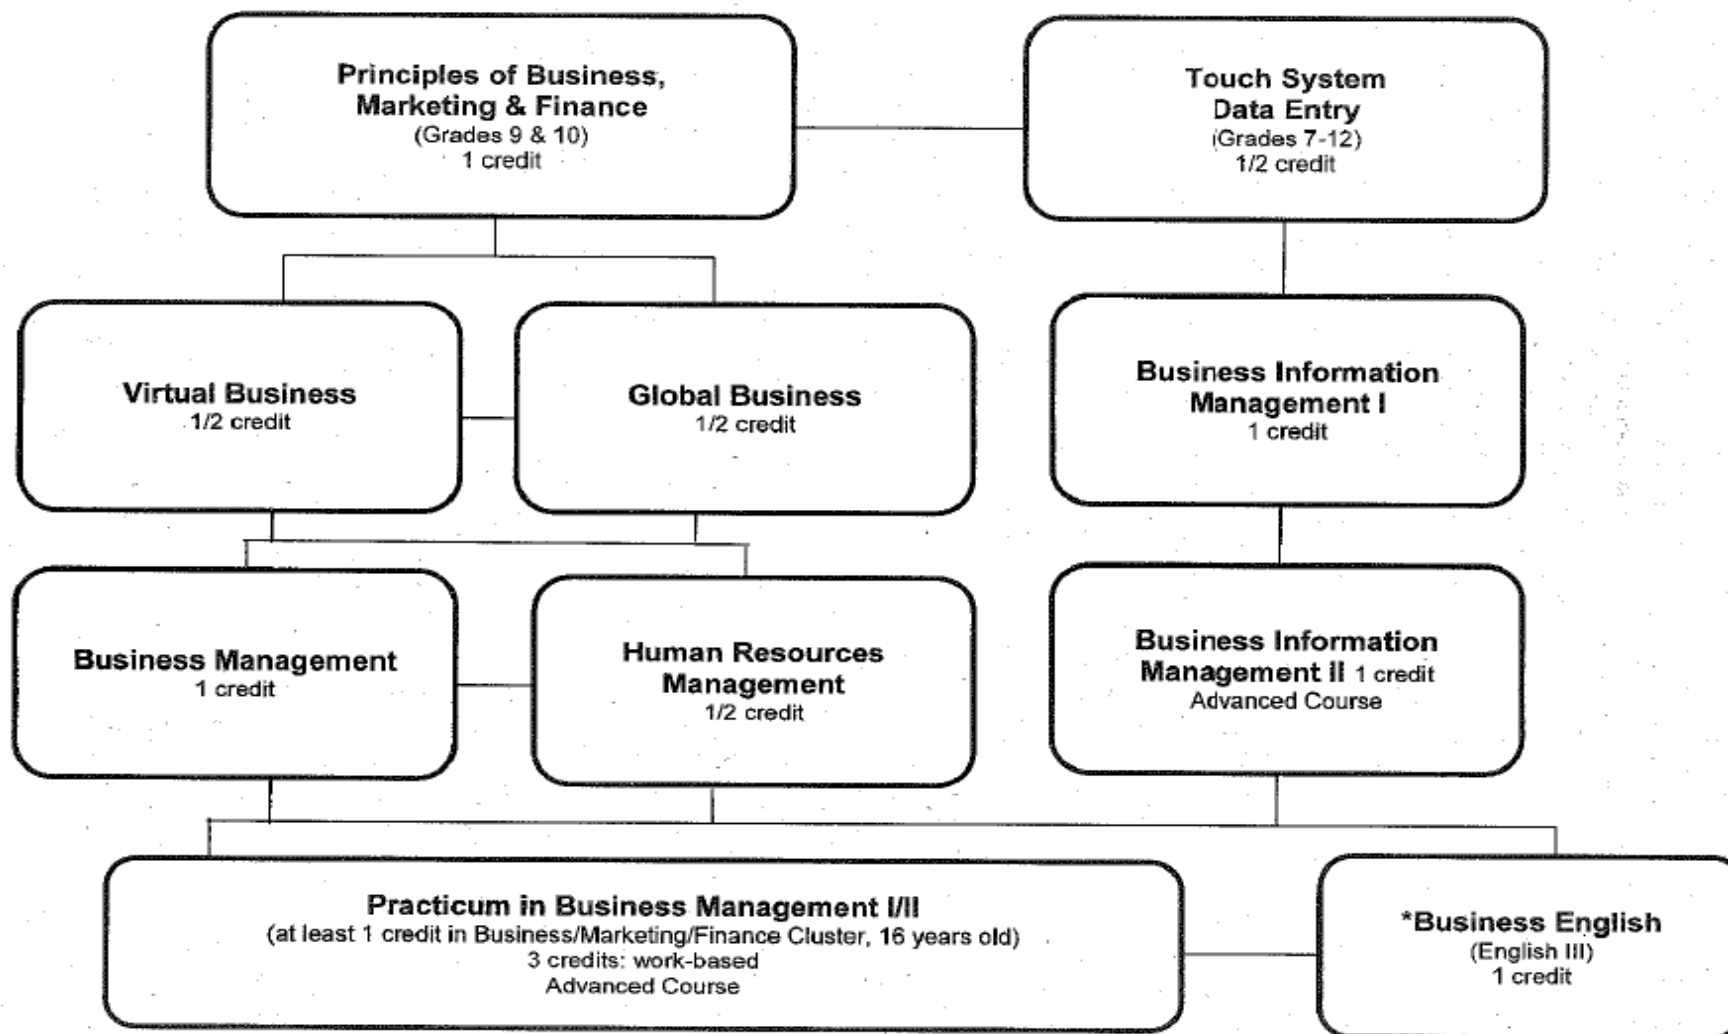 Principles of Business,
Marketing & Finance
(Grades 9 & 10)
1 credit
Touch System
Data Entry
(Grades 7-12)
1/2 credit
Virtual Business
1/2 credit
Global Business
1/2 credit
Business Information
Management I
1 credit
Business Management
1 credit
Human Resources
Management
1/2 credit
Business Information
Management II 1 credit
Advanced Course
Practicum in Business Management I/II
(at least 1 credit in Business/Marketing/Finance Cluster, 16 years old)
3 credits: work-based
Advanced Course
*Business English
(English III)
1 credit